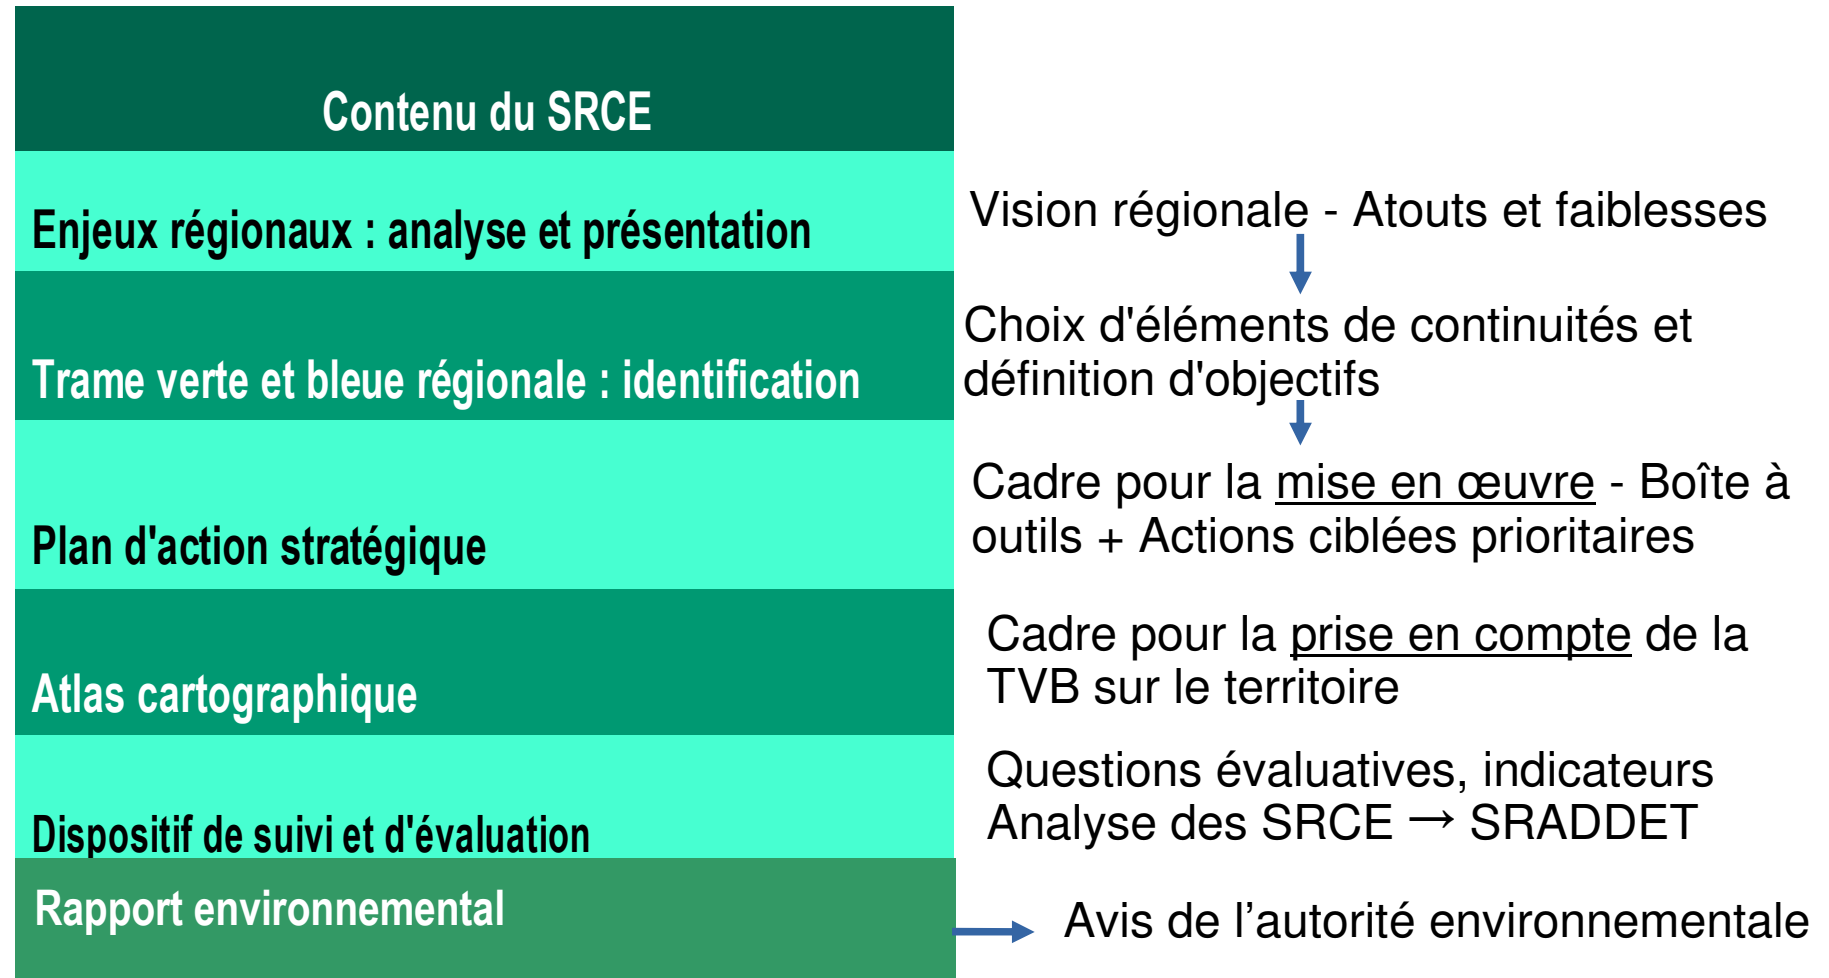 Contenu du SRCE
Enjeux régionaux : analyse et présentation
Vision régionale - Atouts et faiblesses
Trame verte et bleue régionale : identification
Choix d'éléments de continuités et
définition d'objectifs
Plan d'action stratégique
Cadre pour la mise en œuvre - Boîte à
outils + Actions ciblées prioritaires
Atlas cartographique
Cadre pour la prise en compte de la
TVB sur le territoire
Dispositif de suivi et d'évaluation
Questions évaluatives, indicateurs
Analyse des SRCE → SRADDET
Rapport environnemental
Avis de l’autorité environnementale